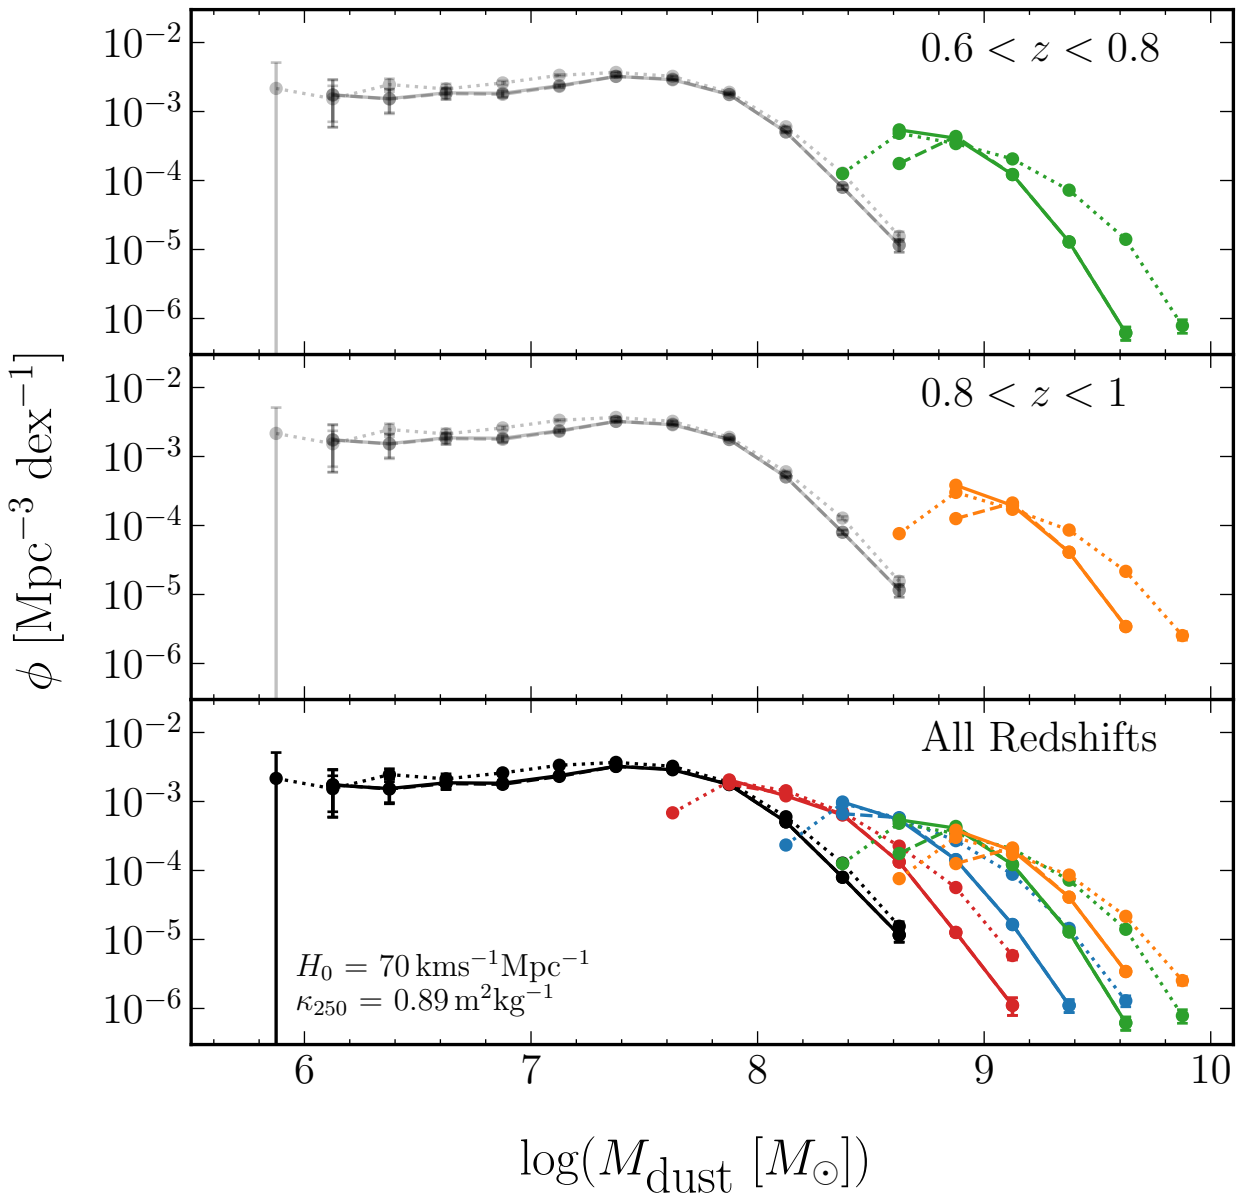 0.6 < z < 0.8
10⁻²
10⁻³
10⁻⁴
10⁻⁵
10⁻⁶
0.8 < z < 1
10⁻²
10⁻³
10⁻⁴
10⁻⁵
10⁻⁶
All Redshifts
10⁻²
10⁻³
10⁻⁴
10⁻⁵
10⁻⁶
H₀ = 70 kms⁻¹Mpc⁻¹
κ₂₅₀ = 0.89 m²kg⁻¹
ϕ [Mpc⁻³ dex⁻¹]
6 7 8 9 10
log(M_dust [M_⊙])